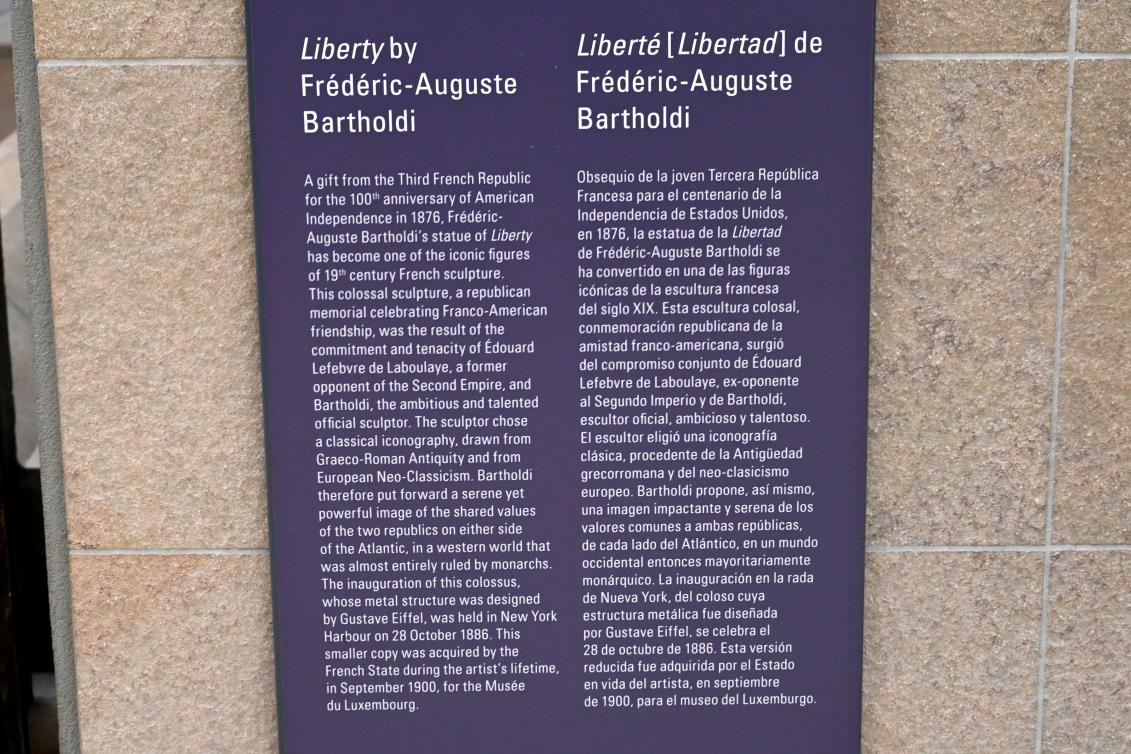 Liberty by
Frédéric-Auguste
Bartholdi
A gift from the Third French Republic
for the 100th anniversary of American
Independence in 1876, Frédéric-
Auguste Bartholdi's statue of Liberty
has become one of the iconic figures
of 19th century French sculpture.
This colossal sculpture, a republican
memorial celebrating Franco-American
friendship, was the result of the
commitment and tenacity of Édouard
Lefebvre de Laboulaye, a former
opponent of the Second Empire, and
Bartholdi, the ambitious and talented
official sculptor. The sculptor chose
a classical iconography, drawn from
Graeco-Roman Antiquity and from
European Neo-Classicism. Bartholdi
therefore put forward a serene yet
powerful image of the shared values
of the two republics on either side
of the Atlantic, in a western world that
was almost entirely ruled by monarchs.
The inauguration of this colossus,
whose metal structure was designed
by Gustave Eiffel, was held in New York
Harbour on 28 October 1886. This
smaller copy was acquired by the
French State during the artist's lifetime,
in September 1900, for the Musée
du Luxembourg.
Liberté [Libertad] de
Frédéric-Auguste
Bartholdi
Obsequio de la joven Tercera República
Francesa para el centenario de la
Independencia de Estados Unidos,
en 1876, la estatua de la Libertad
de Frédéric-Auguste Bartholdi se
ha convertido en una de las figuras
icónicas de la escultura francesa
del siglo XIX. Esta escultura colosal,
conmemoración republicana de la
amistad franco-americana, surgió
del compromiso conjunto de Édouard
Lefebvre de Laboulaye, ex-oponente
al Segundo Imperio y de Bartholdi,
escultor oficial, ambicioso y talentoso.
El escultor eligió una iconografía
clásica, procedente de la Antigüedad
grecorromana y del neo-clasicismo
europeo. Bartholdi propone, así mismo,
una imagen impactante y serena de los
valores comunes a ambas repúblicas,
de cada lado del Atlántico, en un mundo
occidental entonces mayoritariamente
monárquico. La inauguración en la rada
de Nueva York, del coloso cuya
estructura metálica fue diseñada
por Gustave Eiffel, se celebra el
28 de octubre de 1886. Esta versión
reducida fue adquirida por el Estado
en vida del artista, en septiembre
de 1900, para el museo del Luxemburgo.